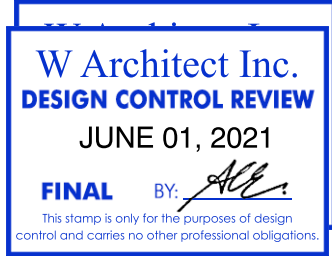 W Architect Inc.
DESIGN CONTROL REVIEW
JUNE 01, 2021
FINAL BY:
This stamp is only for the purposes of design
control and carries no other professional obligations.